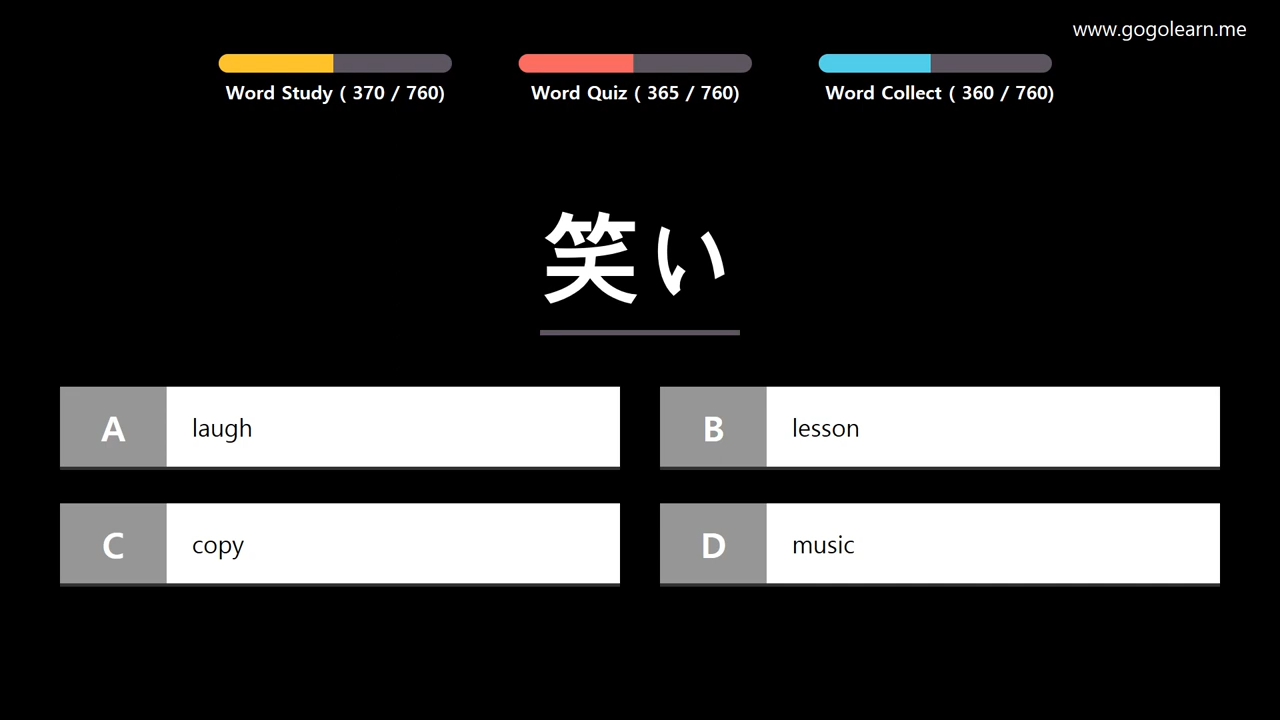 www.gogolearn.me
Word Study ( 370 / 760)
Word Quiz ( 365 / 760)
Word Collect ( 360 / 760)
笑い
A laugh
B lesson
C copy
D music